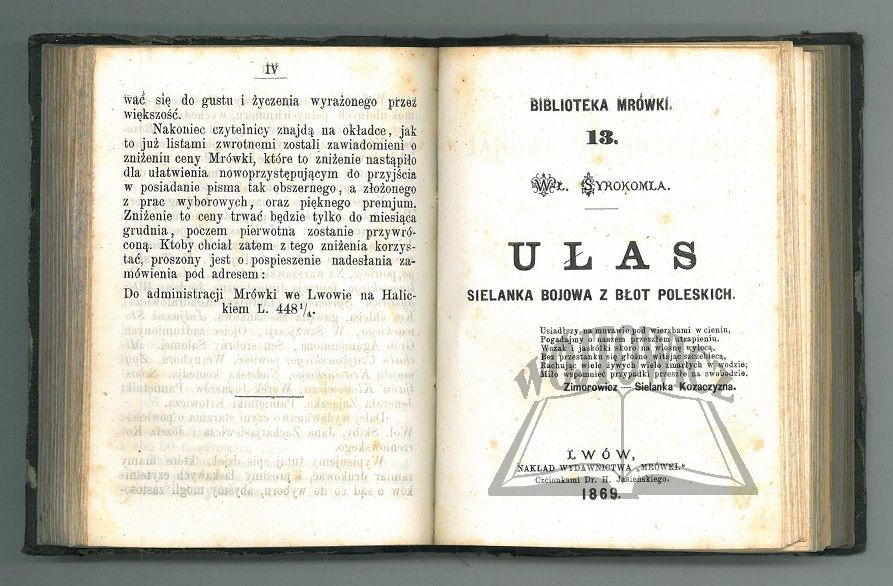 IV
wać się do gustu i życzenia wyrażonego przez
większość.
Nakoniec czytelnicy znajdą na okładce, jak
to już listami zwrotnemi zostali zawiadomieni o
zniżeniu ceny Mrówki, które to zniżenie nastąpiło
dla ułatwienia nowoprzystępującym do przyjścia
w posiadanie pisma tak obszernego, a złożonego
z prac wyborowych, oraz pięknego premjum.
Zniżenie to ceny trwać będzie tylko do miesiąca
grudnia, poczem pierwotna zostanie przywró-
coną. Ktoby chciał zatem z tego zniżenia korzys-
tać, proszony jest o pospieszenie nadesłania za-
mówienia pod adresem:
Do administracji Mrówki we Lwowie na Halic-
kiem L. 448¹/₄.
BIBLIOTEKA MRÓWKI.
13.
WŁ. SYROKOMLA.
UŁAS
SIELANKA BOJOWA Z BŁOT POLESKICH.
Usiadłszy na murawie pod wierzbami w cieniu,
Pogadajmy o naszem przeszłem utrapieniu.
Wszak i jaskółki skoro na wiosnę wylecą,
Bez przestanku i głośno i pilnie szczebiecą,
Rachując wiele żywych wiele zmarłych w wodzie;
Miło wspomnieć przypadki przeszłe na swobodzie.
Zimorowicz — Sielanka Kozaczyzna.
WÓJTOWICZ
LWÓW,
NAKŁAD WYDAWNICTWA „MRÓWKI.“
Czcionkami Dr. H. Jasieńskiego.
1869.